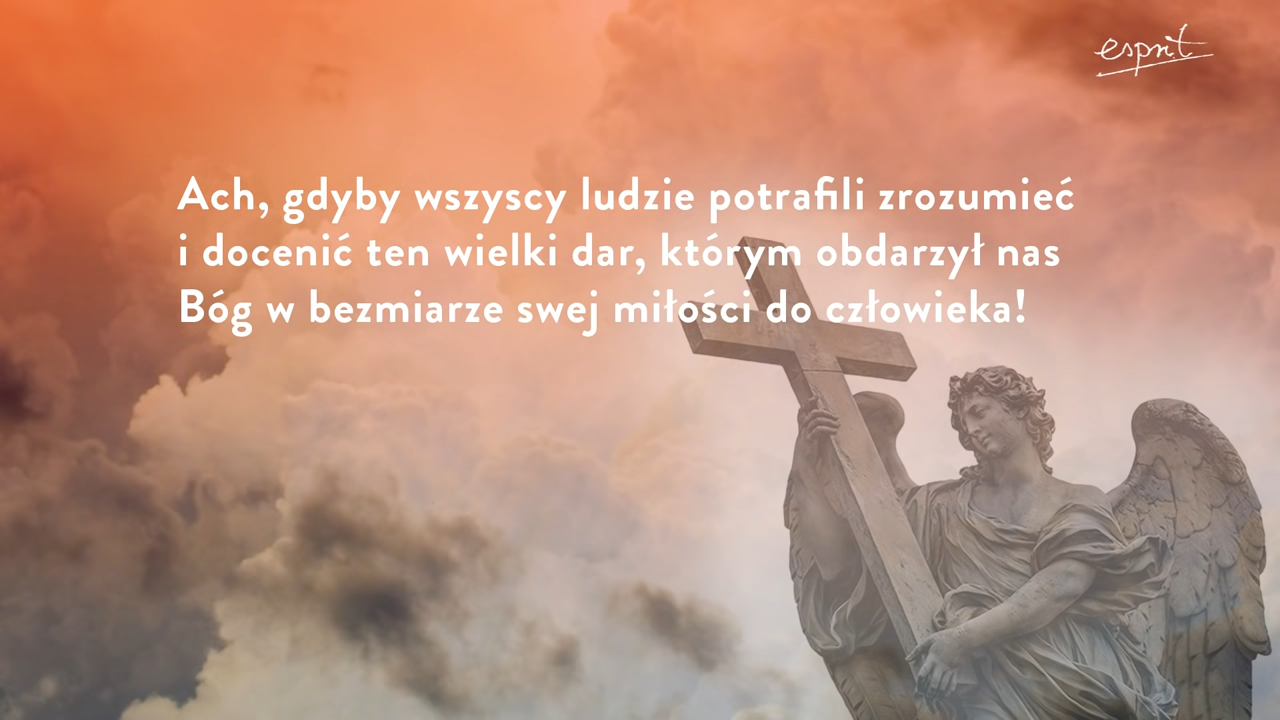 esprit
Ach, gdyby wszyscy ludzie potrafili zrozumieć
i docenić ten wielki dar, którym obdarzył nas
Bóg w bezmiarze swej miłości do człowieka!